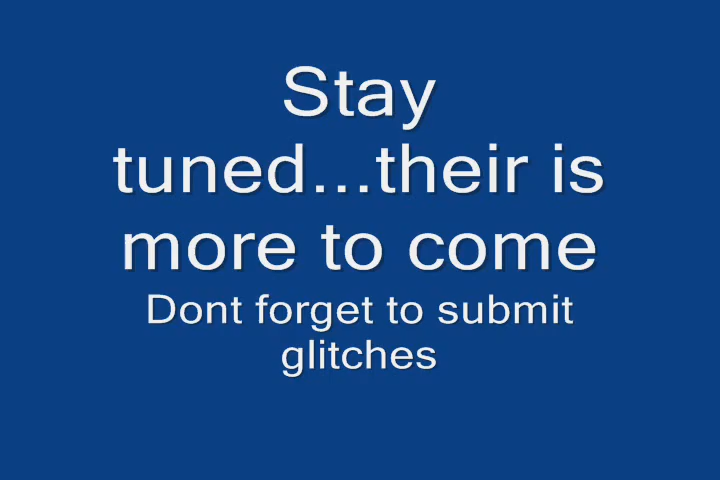 Stay
tuned...their is
more to come
Dont forget to submit
glitches